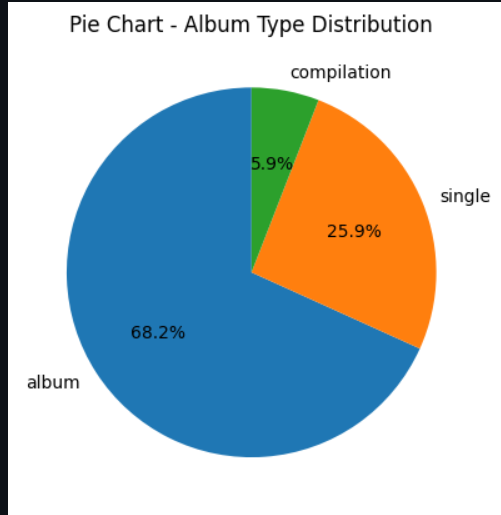 Pie Chart - Album Type Distribution
compilation
5.9%
single
25.9%
68.2%
album